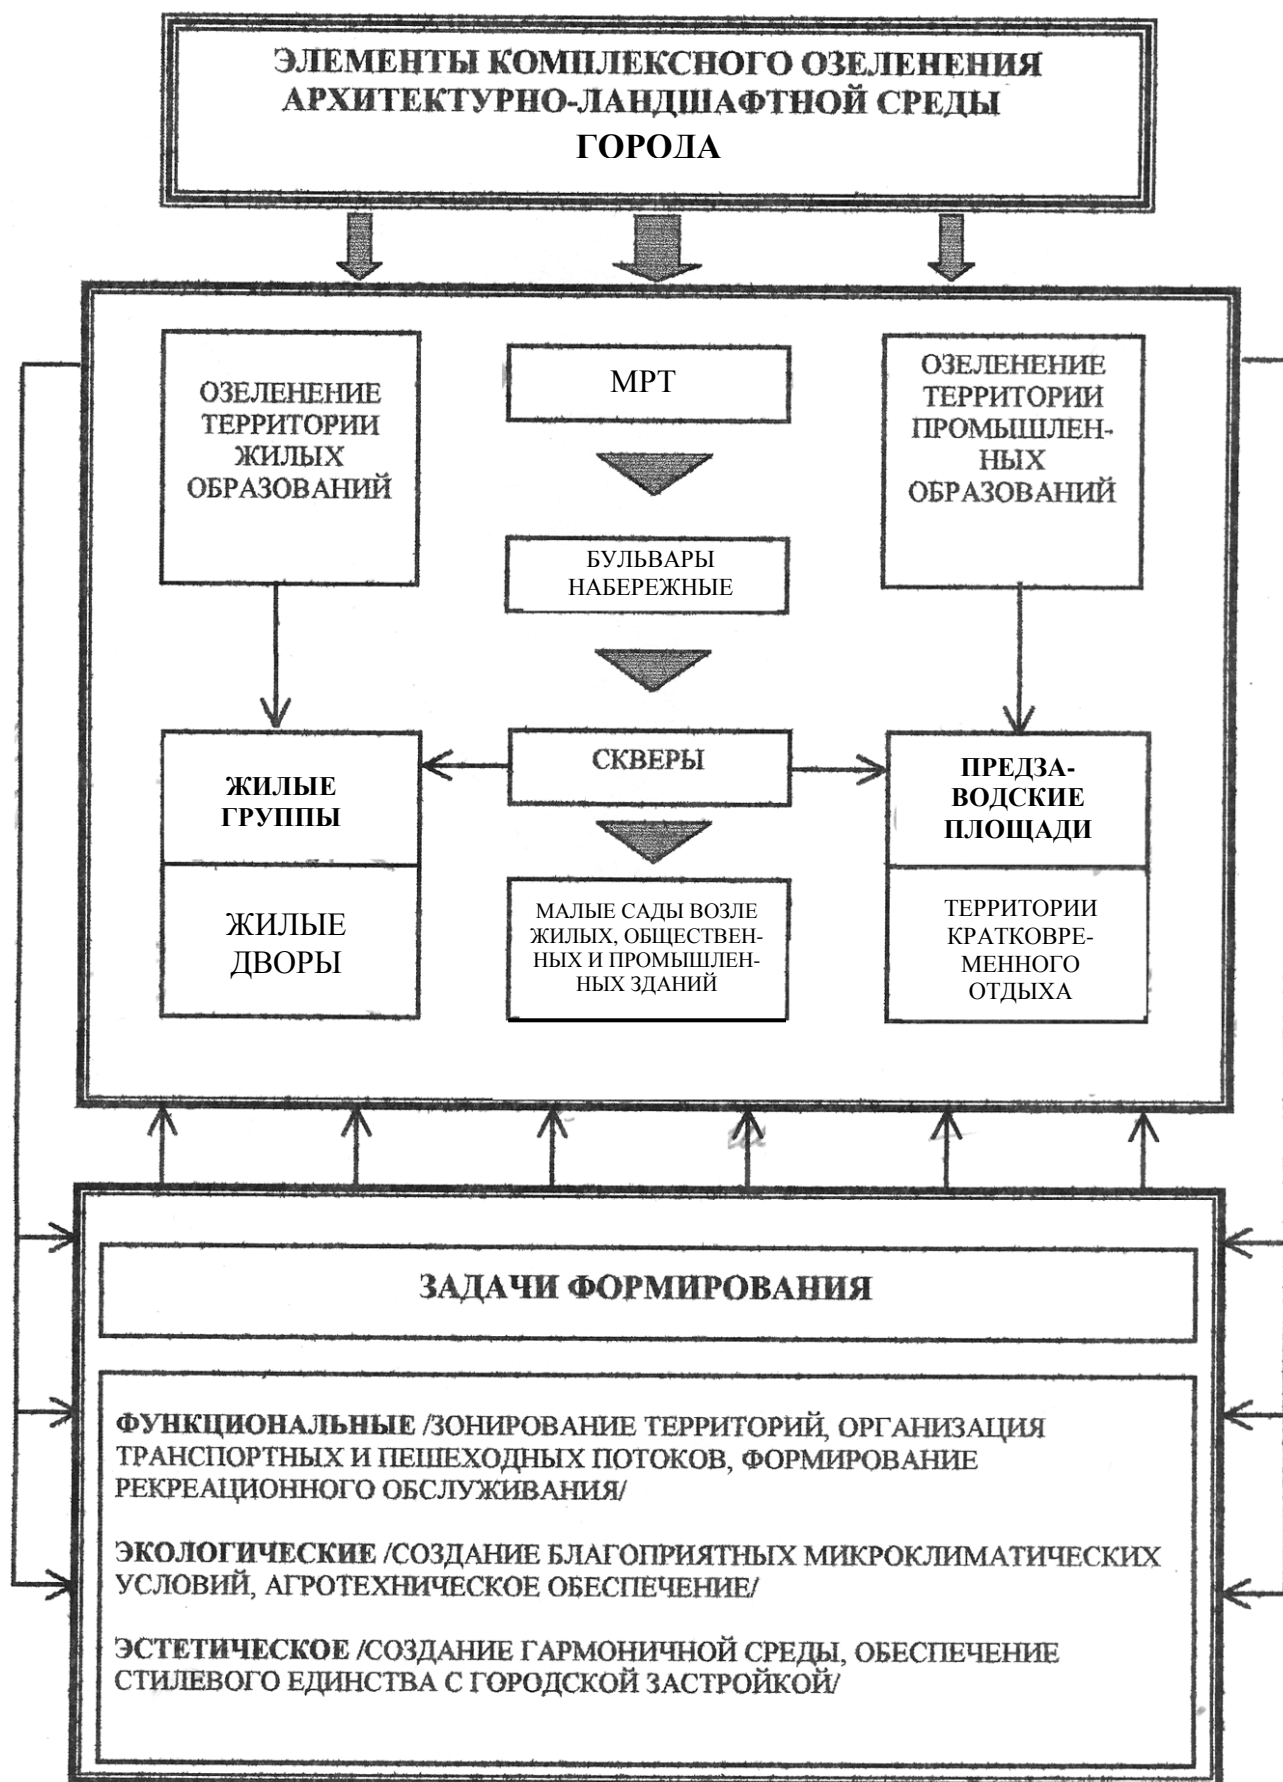 ЭЛЕМЕНТЫ КОМПЛЕКСНОГО ОЗЕЛЕНЕНИЯ
АРХИТЕКТУРНО-ЛАНДШАФТНОЙ СРЕДЫ
ГОРОДА
ОЗЕЛЕНЕНИЕ
ТЕРРИТОРИИ
ЖИЛЫХ
ОБРАЗОВАНИЙ
МРТ
ОЗЕЛЕНЕНИЕ
ТЕРРИТОРИИ
ПРОМЫШЛЕН-
НЫХ
ОБРАЗОВАНИЙ
БУЛЬВАРЫ
НАБЕРЕЖНЫЕ
ЖИЛЫЕ
ГРУППЫ
СКВЕРЫ
ПРЕДЗА-
ВОДСКИЕ
ПЛОЩАДИ
ЖИЛЫЕ
ДВОРЫ
МАЛЫЕ САДЫ ВОЗЛЕ
ЖИЛЫХ, ОБЩЕСТВЕН-
НЫХ И ПРОМЫШЛЕН-
НЫХ ЗДАНИЙ
ТЕРРИТОРИИ
КРАТКОВРЕ-
МЕННОГО
ОТДЫХА
ЗАДАЧИ ФОРМИРОВАНИЯ
ФУНКЦИОНАЛЬНЫЕ /ЗОНИРОВАНИЕ ТЕРРИТОРИЙ, ОРГАНИЗАЦИЯ
ТРАНСПОРТНЫХ И ПЕШЕХОДНЫХ ПОТОКОВ, ФОРМИРОВАНИЕ
РЕКРЕАЦИОННОГО ОБСЛУЖИВАНИЯ/
ЭКОЛОГИЧЕСКИЕ /СОЗДАНИЕ БЛАГОПРИЯТНЫХ МИКРОКЛИМАТИЧЕСКИХ
УСЛОВИЙ, АГРОТЕХНИЧЕСКОЕ ОБЕСПЕЧЕНИЕ/
ЭСТЕТИЧЕСКОЕ /СОЗДАНИЕ ГАРМОНИЧНОЙ СРЕДЫ, ОБЕСПЕЧЕНИЕ
СТИЛЕВОГО ЕДИНСТВА С ГОРОДСКОЙ ЗАСТРОЙКОЙ/